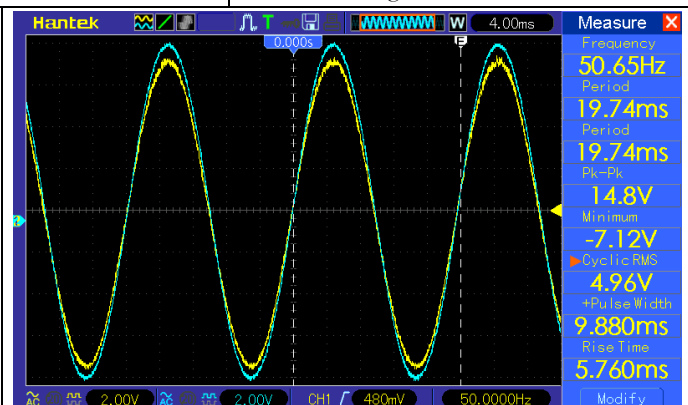 Hantek T W 4.00ms Measure X
0.000s
Frequency
50.65Hz
Period
19.74ms
Period
19.74ms
Pk-Pk
14.8V
Minimum
-7.12V
Cyclic RMS
4.96V
+Pulse Width
9.880ms
Rise Time
5.760ms
AC 2.00V AC 2.00V CH1 480mV 50.0000Hz Modify